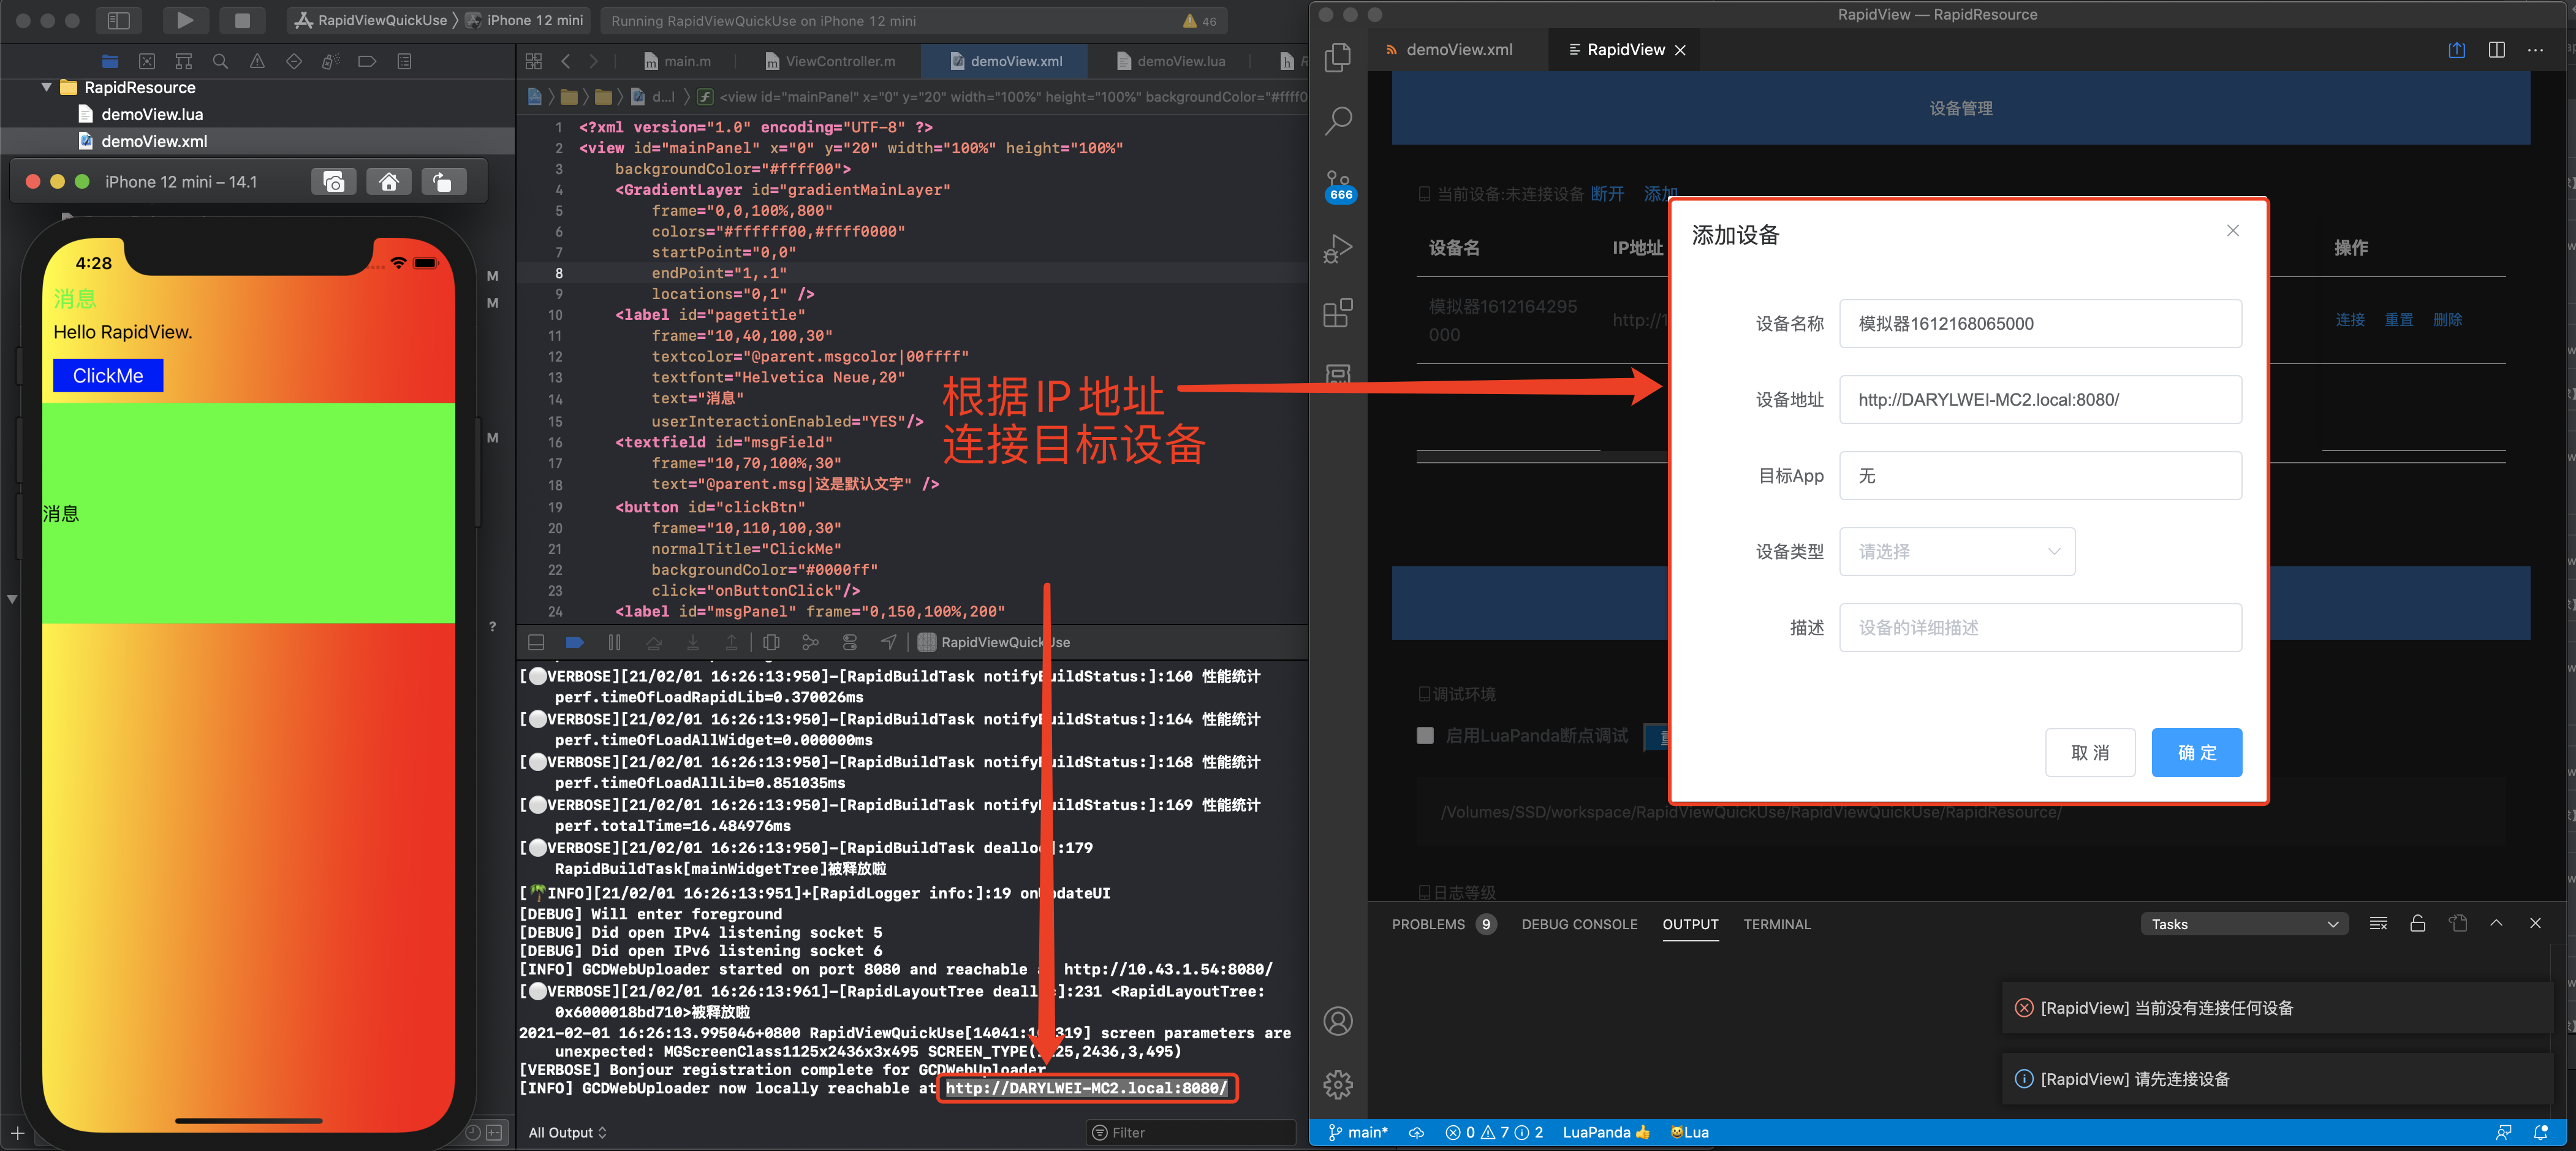 RapidViewQuickUse
iPhone 12 mini
Running RapidViewQuickUse on iPhone 12 mini
46
RapidResource
demoView.lua
demoView.xml
iPhone 12 mini – 14.1
4:28
消息
Hello RapidView.
ClickMe
消息
M
M
M
?
main.m
ViewController.m
demoView.xml
demoView.lua
d...l
<view id="mainPanel" x="0" y="20" width="100%" height="100%" backgroundColor="#ffff0
1 <?xml version="1.0" encoding="UTF-8" ?>
2 <view id="mainPanel" x="0" y="20" width="100%" height="100%"
3 backgroundColor="#ffff00">
4 <GradientLayer id="gradientMainLayer"
5 frame="0,0,100%,800"
6 colors="#ffffff00,#ffff0000"
7 startPoint="0,0"
8 endPoint="1,.1"
9 locations="0,1" />
10 <label id="pagetitle"
11 frame="10,40,100,30"
12 textcolor="@parent.msgcolor|00ffff"
13 textfont="Helvetica Neue,20"
14 text="消息"
15 userInteractionEnabled="YES"/>
16 <textfield id="msgField"
17 frame="10,70,100%,30"
18 text="@parent.msg|这是默认文字" />
19 <button id="clickBtn"
20 frame="10,110,100,30"
21 normalTitle="ClickMe"
22 backgroundColor="#0000ff"
23 click="onButtonClick"/>
24 <label id="msgPanel" frame="0,150,100%,200"
根据IP地址
连接目标设备
RapidViewQuickUse
[⚪VERBOSE][21/02/01 16:26:13:950]-[RapidBuildTask notifyBuildStatus:]:160 性能统计
perf.timeOfLoadRapidLib=0.370026ms
[⚪VERBOSE][21/02/01 16:26:13:950]-[RapidBuildTask notifyBuildStatus:]:164 性能统计
perf.timeOfLoadAllWidget=0.000000ms
[⚪VERBOSE][21/02/01 16:26:13:950]-[RapidBuildTask notifyBuildStatus:]:168 性能统计
perf.timeOfLoadAllLib=0.851035ms
[⚪VERBOSE][21/02/01 16:26:13:950]-[RapidBuildTask notifyBuildStatus:]:169 性能统计
perf.totalTime=16.484976ms
[⚪VERBOSE][21/02/01 16:26:13:950]-[RapidBuildTask dealloc]:179
RapidBuildTask[mainWidgetTree]被释放啦
[🌴INFO][21/02/01 16:26:13:951]+[RapidLogger info:]:19 onUpdateUI
[DEBUG] Will enter foreground
[DEBUG] Did open IPv4 listening socket 5
[DEBUG] Did open IPv6 listening socket 6
[INFO] GCDWebUploader started on port 8080 and reachable at http://10.43.1.54:8080/
[⚪VERBOSE][21/02/01 16:26:13:961]-[RapidLayoutTree dealloc]:231 <RapidLayoutTree:
0x6000018bd710>被释放啦
2021-02-01 16:26:13.995046+0800 RapidViewQuickUse[14041: 319] screen parameters are
unexpected: MGScreenClass1125x2436x3x495 SCREEN_TYPE(1125,2436,3,495)
[VERBOSE] Bonjour registration complete for GCDWebUploader
[INFO] GCDWebUploader now locally reachable at http://DARYLWEI-MC2.local:8080/
All Output
Filter
RapidView — RapidResource
demoView.xml
RapidView
666
设备管理
当前设备:未连接设备 断开 添加
设备名
IP地址
操作
模拟器1612164295
000
http://1
连接 重置 删除
添加设备
设备名称
模拟器1612168065000
设备地址
http://DARYLWEI-MC2.local:8080/
目标App
无
设备类型
请选择
描述
设备的详细描述
取 消
确 定
调试环境
启用LuaPanda断点调试
/Volumes/SSD/workspace/RapidViewQuickUse/RapidViewQuickUse/RapidResource/
日志等级
PROBLEMS 9
DEBUG CONSOLE
OUTPUT
TERMINAL
Tasks
[RapidView] 当前没有连接任何设备
[RapidView] 请先连接设备
main*
0 7 2
LuaPanda👍
😺Lua